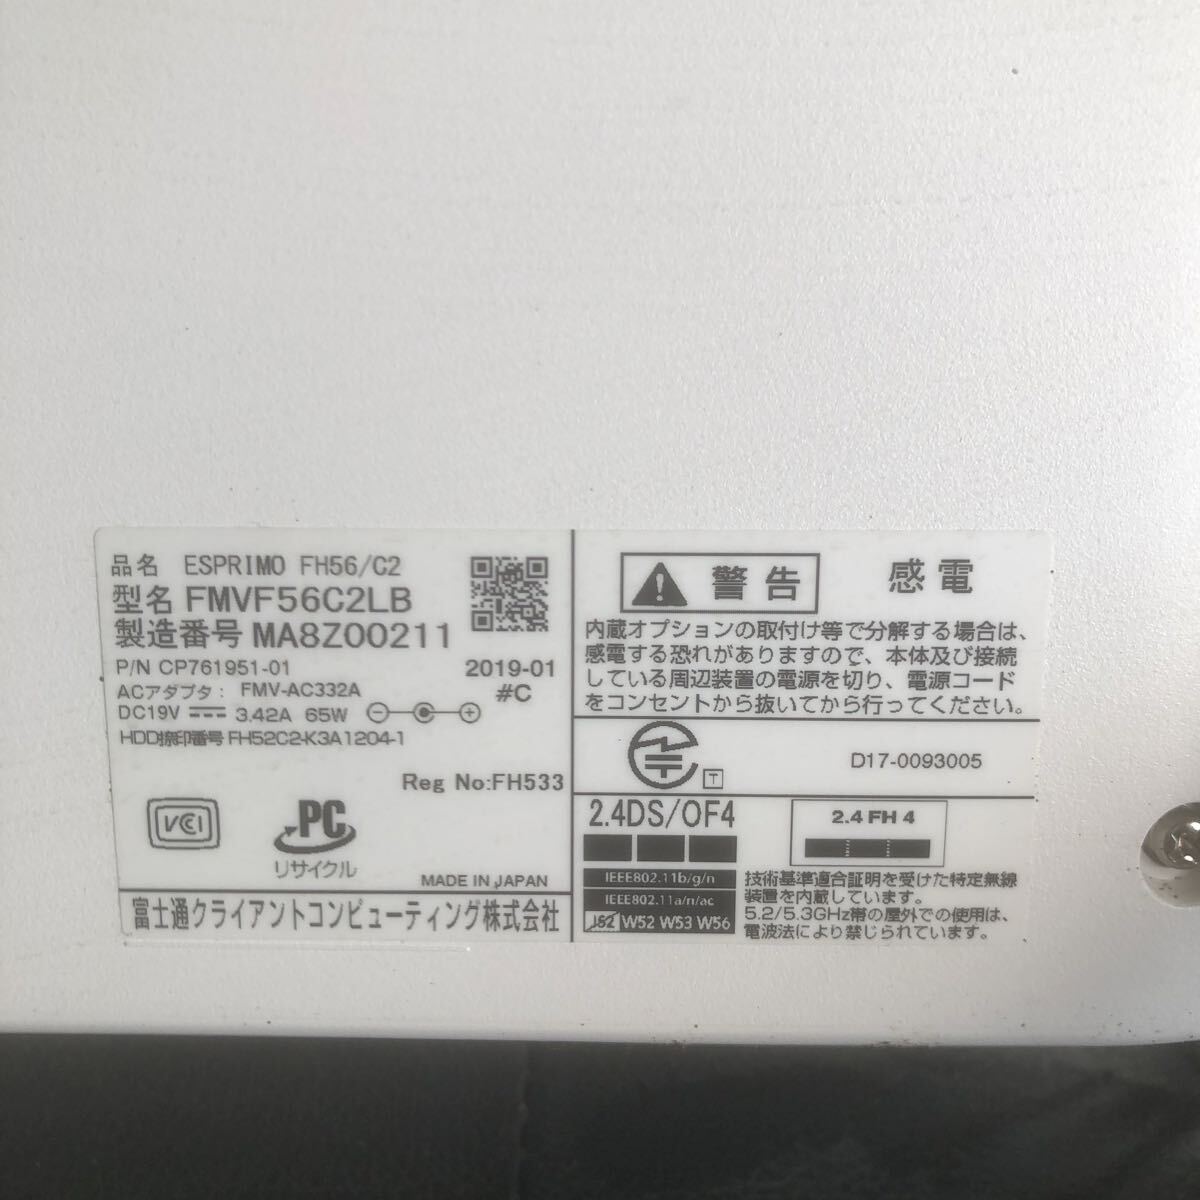 品名 ESPRIMO FH56/C2
型名 FMVF56C2LB
製造番号 MA8Z00211
P/N CP761951-01 2019-01
ACアダプタ: FMV-AC332A #C
DC19V 3.42A 65W
HDD捺印番号 FH52C2-K3A1204-1
Reg No:FH533
VCCI
PC
リサイクル
MADE IN JAPAN
富士通クライアントコンピューティング株式会社
警告 感電
内蔵オプションの取付け等で分解する場合は、
感電する恐れがありますので、本体及び接続
している周辺装置の電源を切り、電源コード
をコンセントから抜いてから行ってください。
T D17-0093005
2.4DS/OF4
2.4 FH 4
IEEE802.11b/g/n
IEEE802.11a/n/ac
J52 W52 W53 W56
技術基準適合証明を受けた特定無線
装置を内蔵しています。
5.2/5.3GHz帯の屋外での使用は、
電波法により禁じられています。